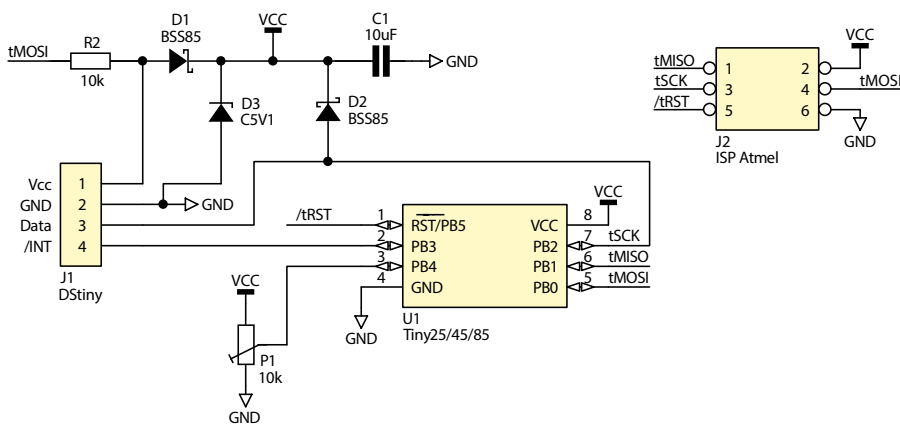 D1
BSS85
VCC
C1
10uF
tMOSI
R2
10k
GND
D3
C5V1
D2
BSS85
VCC
tMISO
1
2
tSCK
3
4
tMOSI
/tRST
5
6
GND
J2
ISP Atmel
Vcc
1
GND
2
GND
Data
3
/INT
4
J1
DStiny
/tRST
1
RST/PB5
VCC
8
VCC
2
PB3
PB2
7
tSCK
3
PB4
PB1
6
tMISO
4
GND
PB0
5
tMOSI
U1
Tiny25/45/85
GND
VCC
P1
10k
GND